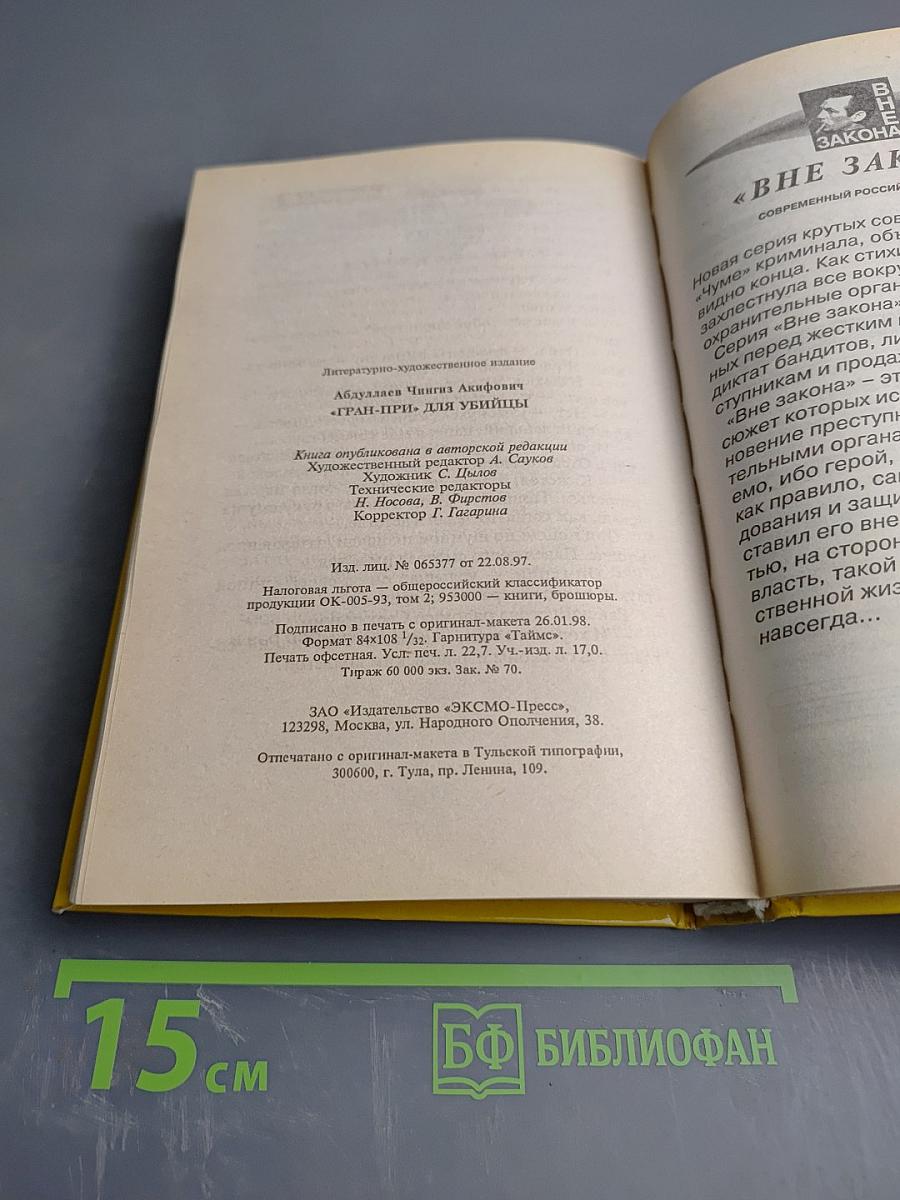 Литературно-художественное издание
Абдуллаев Чингиз Акифович
«ГРАН-ПРИ» ДЛЯ УБИЙЦЫ
Книга опубликована в авторской редакции
Художественный редактор А. Сауков
Художник С. Цылов
Технические редакторы
Н. Носова, В. Фирстов
Корректор Г. Гагарина
Изд. лиц. № 065377 от 22.08.97.
Налоговая льгота — общероссийский классификатор
продукции ОК-005-93, том 2; 953000 — книги, брошюры.
Подписано в печать с оригинал-макета 26.01.98.
Формат 84×108 1/32. Гарнитура «Таймс».
Печать офсетная. Усл. печ. л. 22,7. Уч.-изд. л. 17,0.
Тираж 60 000 экз. Зак. № 70.
ЗАО «Издательство «ЭКСМО-Пресс»,
123298, Москва, ул. Народного Ополчения, 38.
Отпечатано с оригинал-макета в Тульской типографии,
300600, г. Тула, пр. Ленина, 109.
ВНЕ
ЗАКОНА
«ВНЕ ЗАК
СОВРЕМЕННЫЙ РОССИЙ
Новая серия крутых сов
«Чуме» криминала, объ
видно конца. Как стихи
захлестнула все вокру
охранительные орган
Серия «Вне закона»
ных перед жестким
диктат бандитов, ли
ступникам и прода
«Вне закона» – эт
сюжет которых ис
новение преступн
тельными органа
емо, ибо герой,
как правило, са
дования и защи
ставил его вне
тью, на сторон
власть, такой
ственной жиз
навсегда...
15 см
БФ БИБЛИОФАН